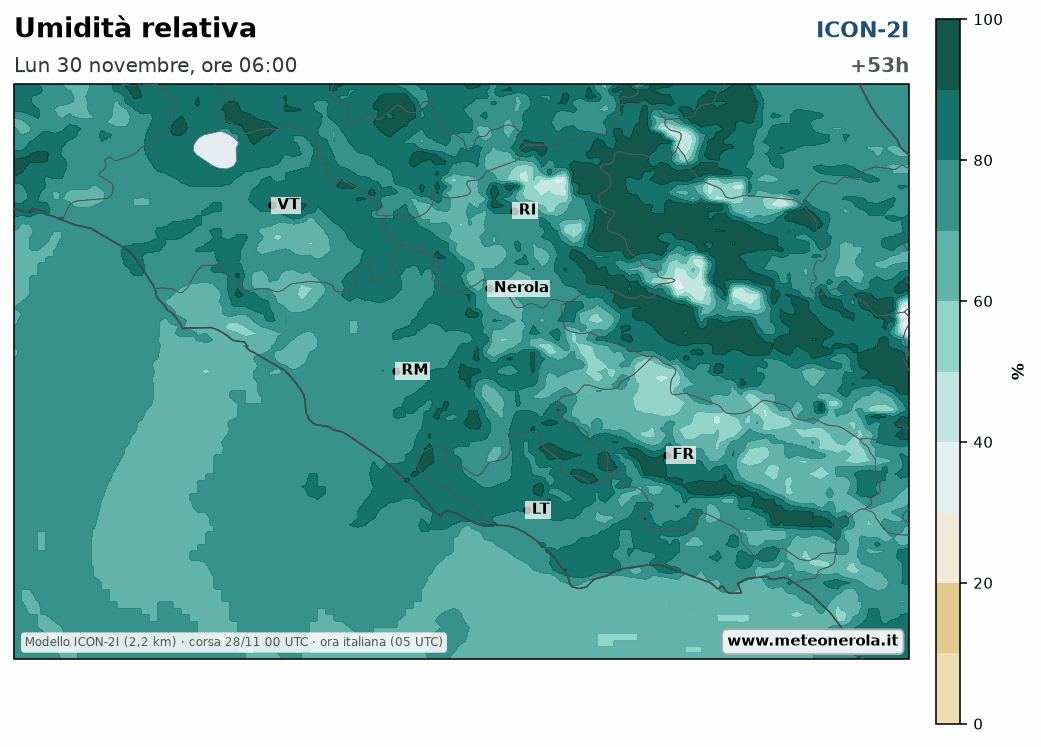 Umidità relativa
ICON-2I
Lun 30 novembre, ore 06:00
+53h
100
80
60
40
20
0
%
VT
RI
Nerola
RM
FR
LT
Modello ICON-2I (2,2 km) · corsa 28/11 00 UTC · ora italiana (05 UTC)
www.meteonerola.it